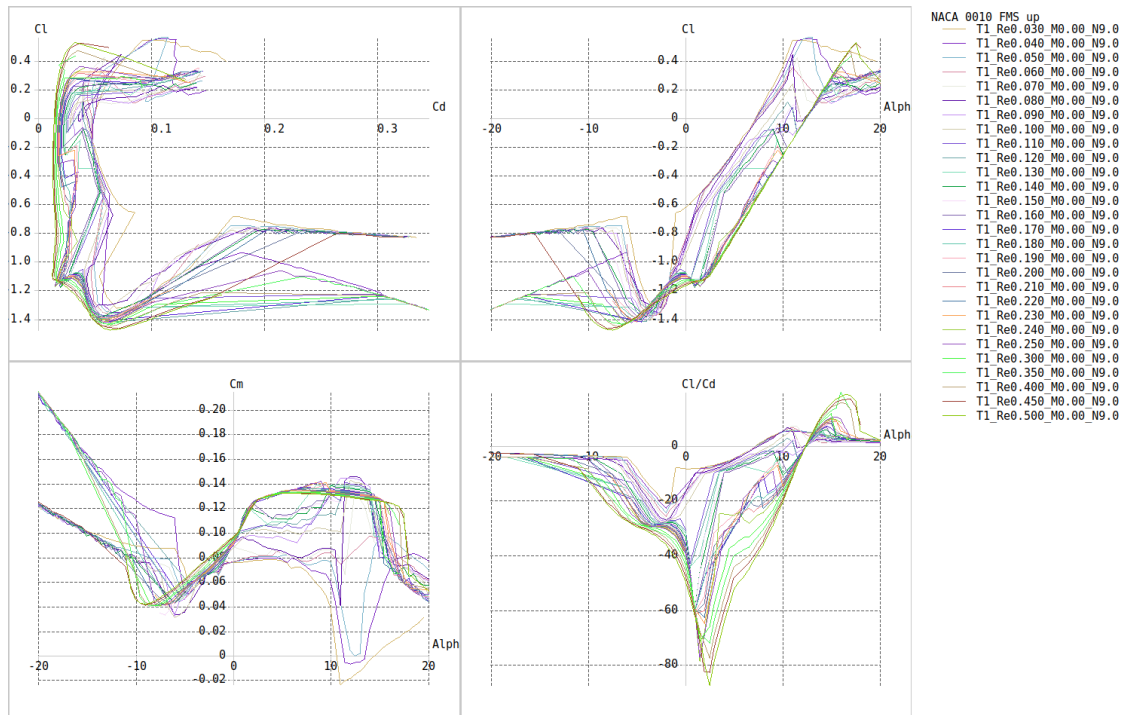 NACA 0010 FMS up
T1_Re0.030_M0.00_N9.0
T1_Re0.040_M0.00_N9.0
T1_Re0.050_M0.00_N9.0
T1_Re0.060_M0.00_N9.0
T1_Re0.070_M0.00_N9.0
T1_Re0.080_M0.00_N9.0
T1_Re0.090_M0.00_N9.0
T1_Re0.100_M0.00_N9.0
T1_Re0.110_M0.00_N9.0
T1_Re0.120_M0.00_N9.0
T1_Re0.130_M0.00_N9.0
T1_Re0.140_M0.00_N9.0
T1_Re0.150_M0.00_N9.0
T1_Re0.160_M0.00_N9.0
T1_Re0.170_M0.00_N9.0
T1_Re0.180_M0.00_N9.0
T1_Re0.190_M0.00_N9.0
T1_Re0.200_M0.00_N9.0
T1_Re0.210_M0.00_N9.0
T1_Re0.220_M0.00_N9.0
T1_Re0.230_M0.00_N9.0
T1_Re0.240_M0.00_N9.0
T1_Re0.250_M0.00_N9.0
T1_Re0.300_M0.00_N9.0
T1_Re0.350_M0.00_N9.0
T1_Re0.400_M0.00_N9.0
T1_Re0.450_M0.00_N9.0
T1_Re0.500_M0.00_N9.0
Cl
0.4
0.2
Cd
0
0 0.1 0.2 0.3
0.2
0.4
0.6
0.8
1.0
1.2
1.4
Cl
0.4
0.2
Alph
0
-20 -10 0 10 20
-0.2
-0.4
-0.6
-0.8
-1.0
-1.2
-1.4
Cm
0.20
0.18
0.16
0.14
0.12
0.10
0.08
0.06
0.04
0.02
Alph
0
-20 -10 0 10 20
-0.02
Cl/Cd
Alph
0
-20 -10 0 10 20
-20
-40
-60
-80